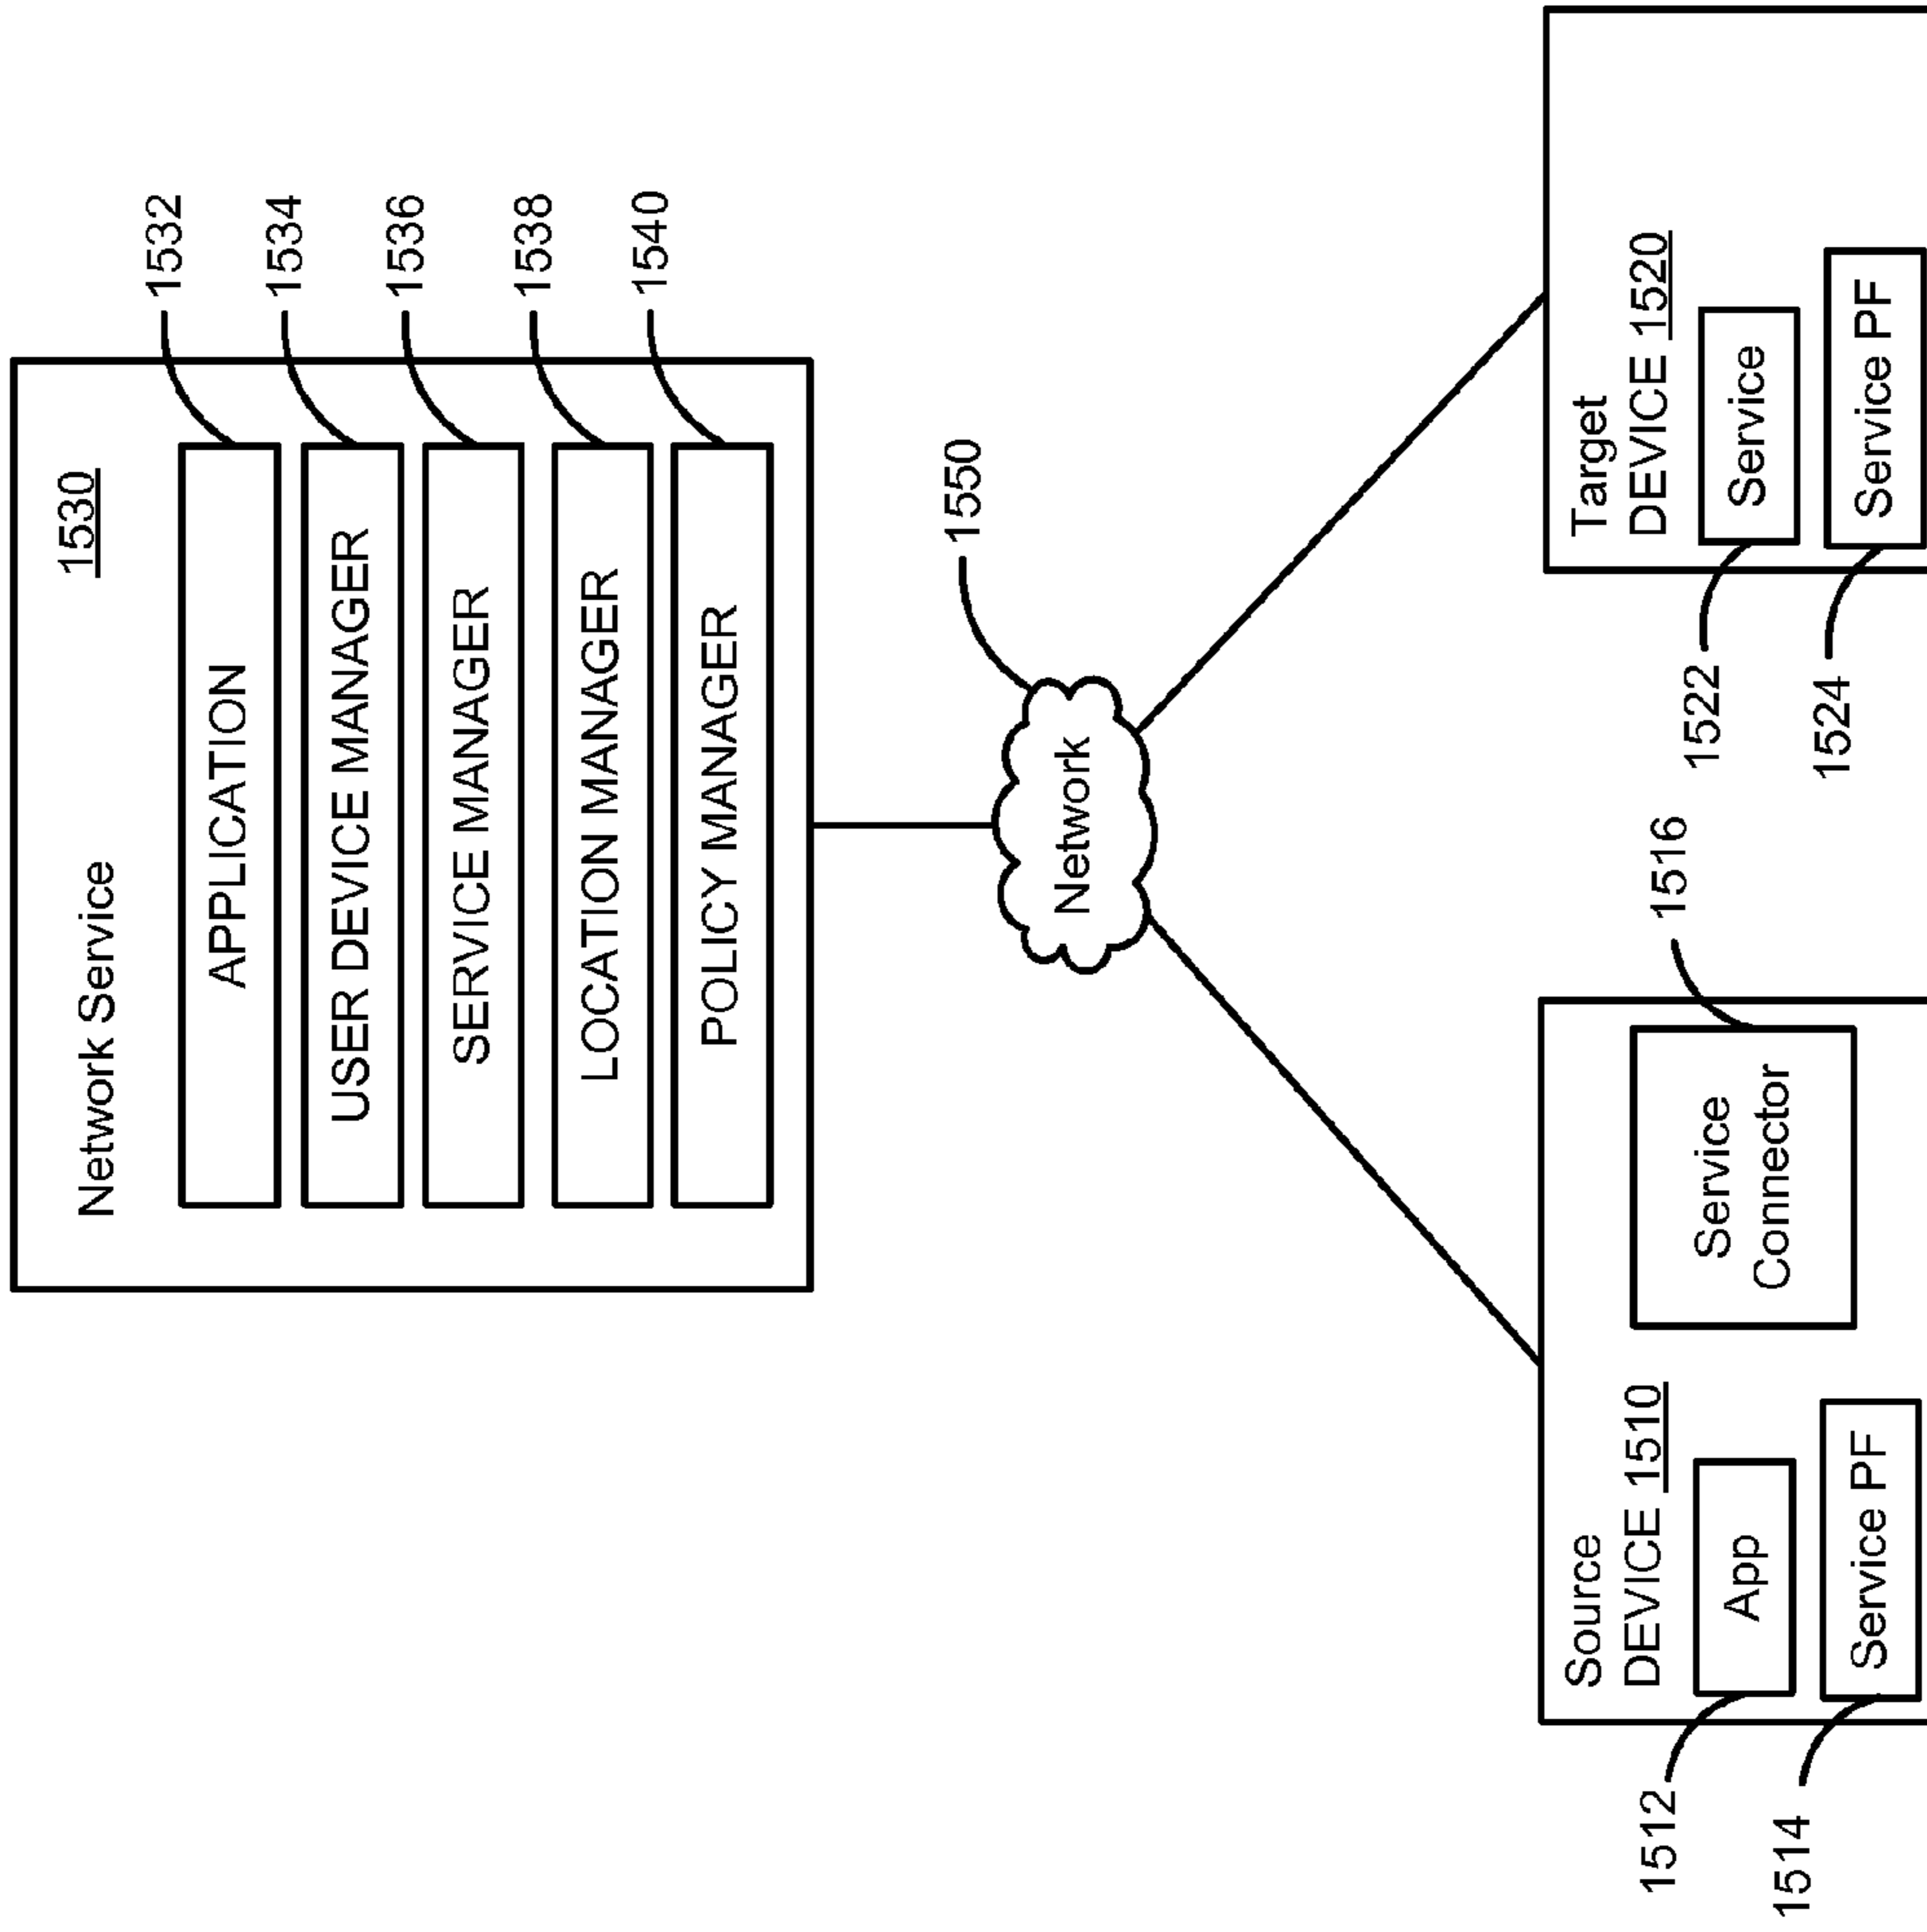 Network Service
1530
APPLICATION
1532
USER DEVICE MANAGER
1534
SERVICE MANAGER
1536
LOCATION MANAGER
1538
POLICY MANAGER
1540
Network
1550
Source
DEVICE 1510
App
1512
Service PF
1514
Service
Connector
1516
Target
DEVICE 1520
Service
1522
Service PF
1524